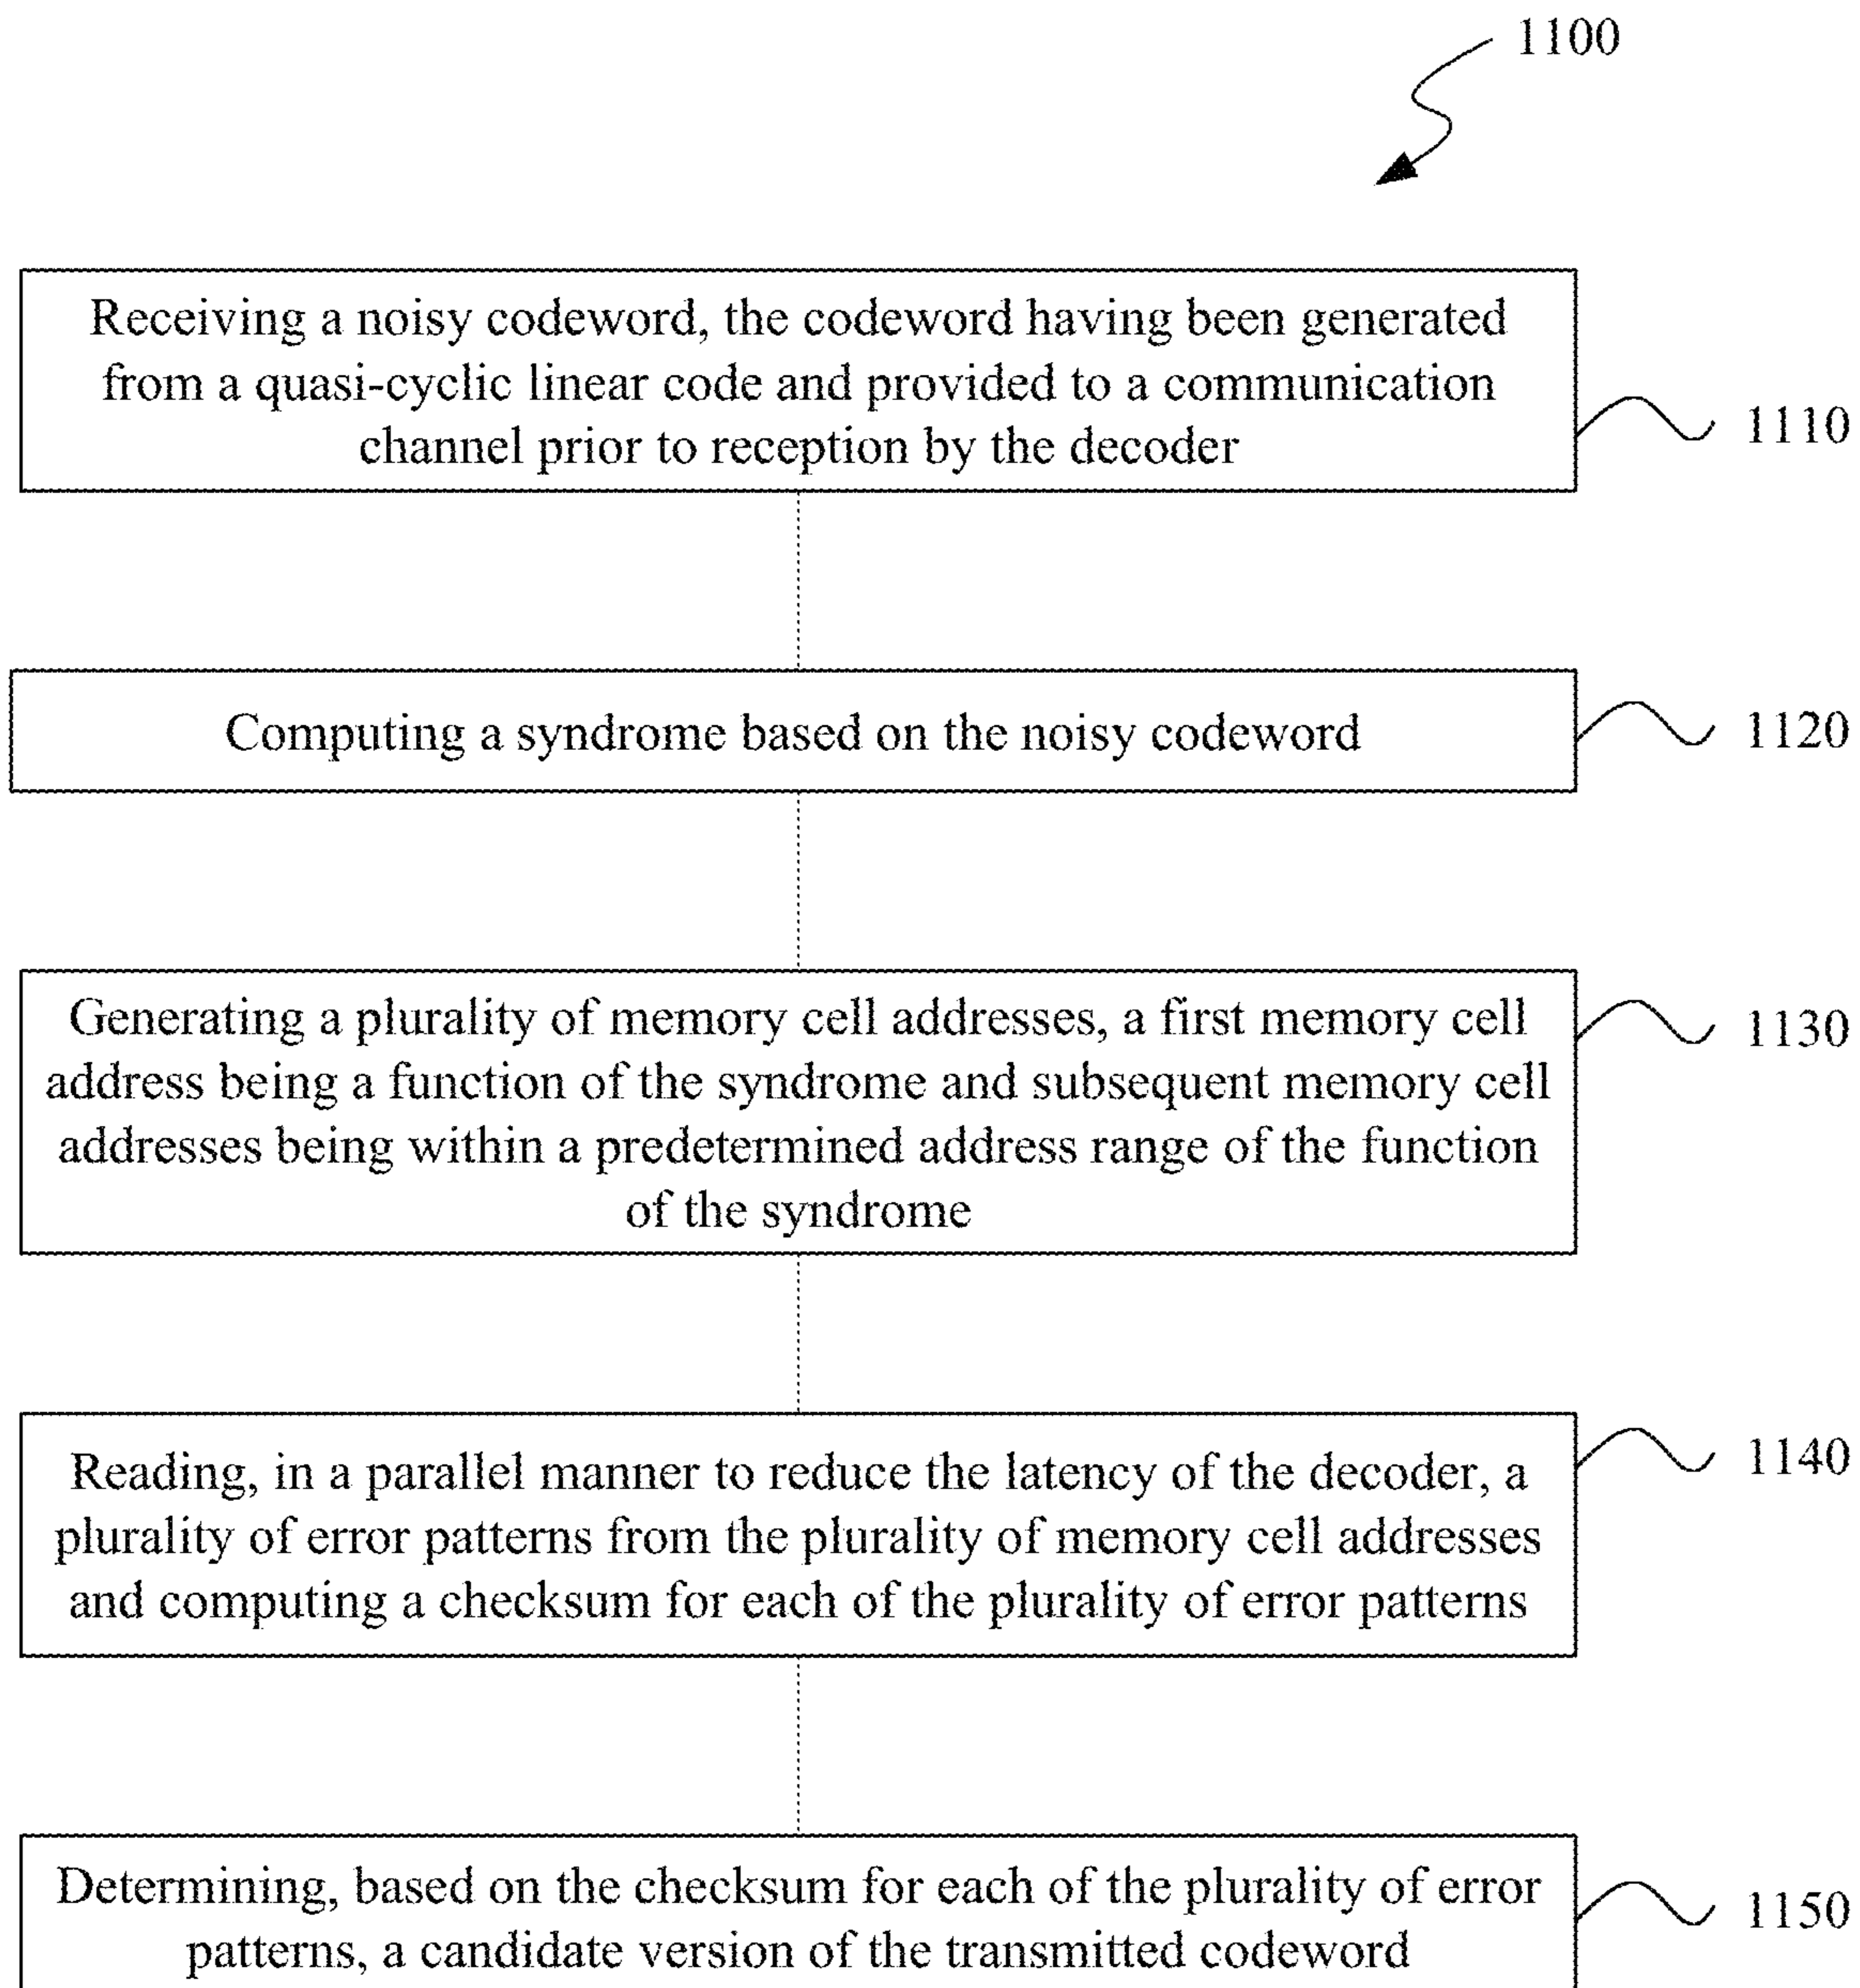 1100
Receiving a noisy codeword, the codeword having been generated
from a quasi-cyclic linear code and provided to a communication
channel prior to reception by the decoder
1110
Computing a syndrome based on the noisy codeword
1120
Generating a plurality of memory cell addresses, a first memory cell
address being a function of the syndrome and subsequent memory cell
addresses being within a predetermined address range of the function
of the syndrome
1130
Reading, in a parallel manner to reduce the latency of the decoder, a
plurality of error patterns from the plurality of memory cell addresses
and computing a checksum for each of the plurality of error patterns
1140
Determining, based on the checksum for each of the plurality of error
patterns, a candidate version of the transmitted codeword
1150